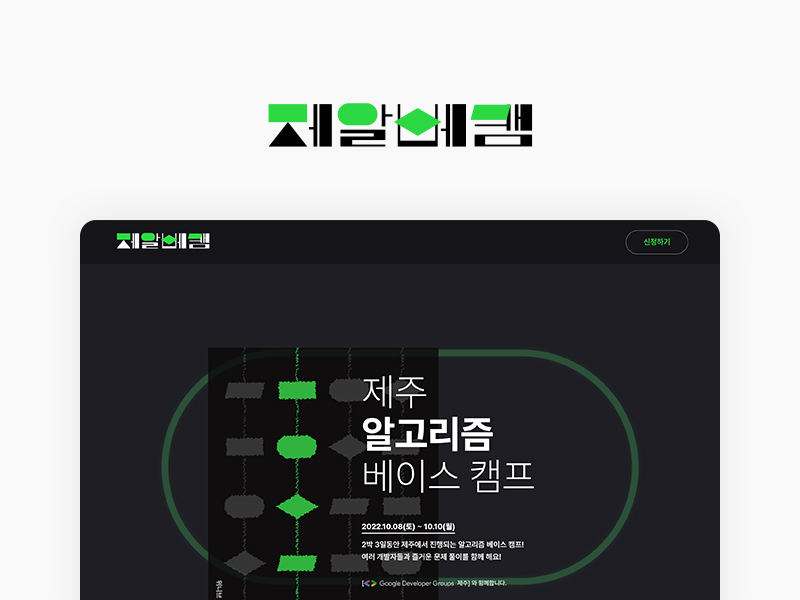 제알베캠
제알베캠
신청하기
제주
알고리즘
베이스 캠프
2022.10.08(토) ~ 10.10(월)
2박 3일동안 제주에서 진행되는 알고리즘 베이스 캠프!
여러 개발자들과 즐거운 문제 풀이를 함께 해요!
[ Google Developer Groups 제주] 와 함께합니다.